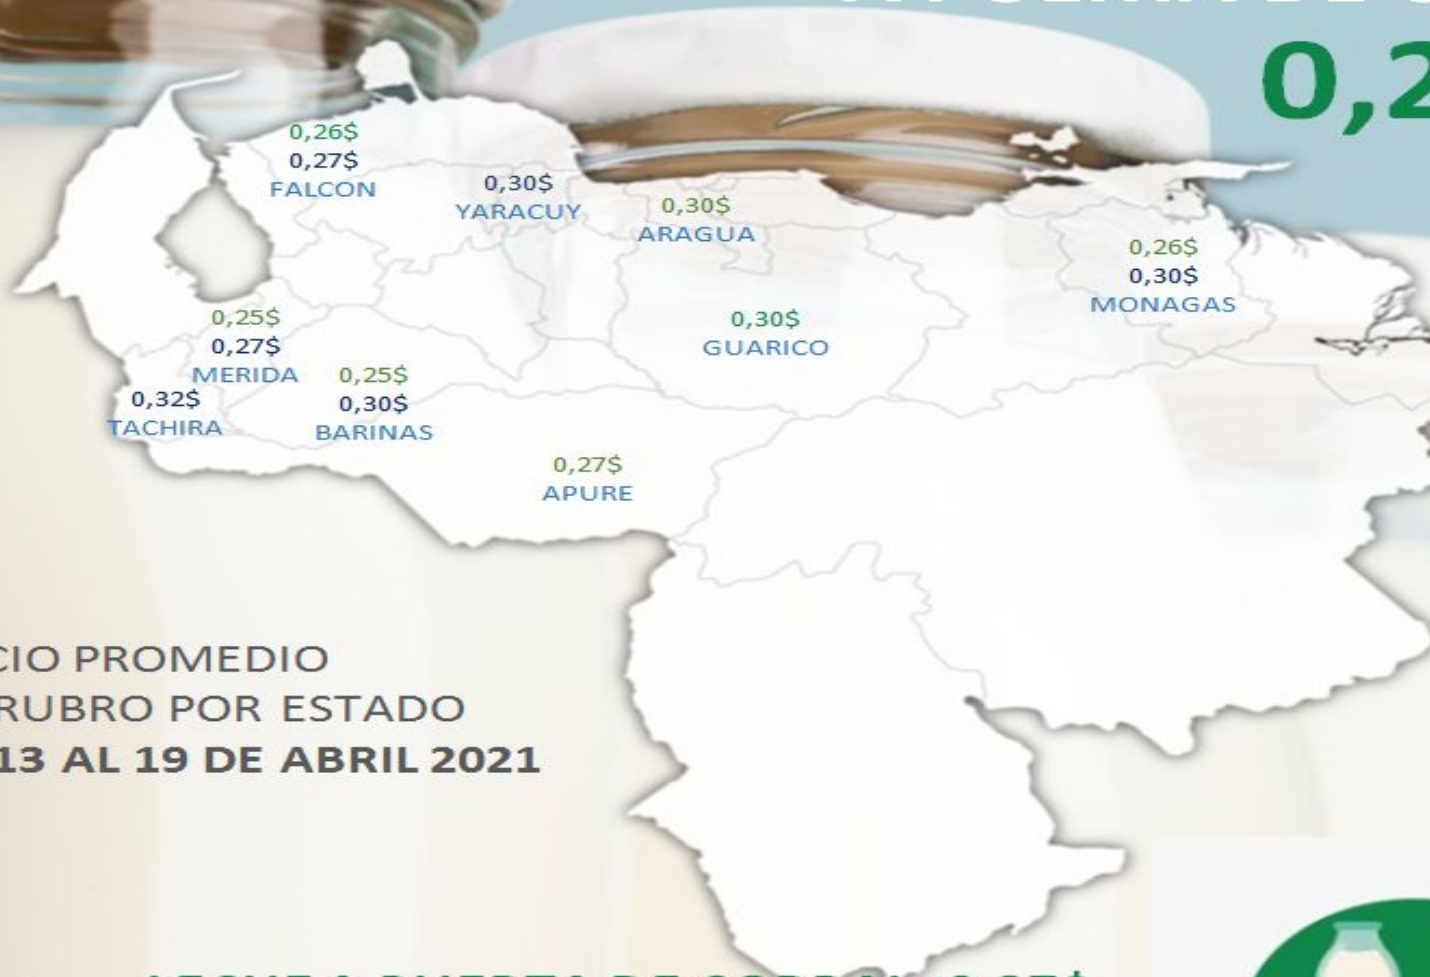 0,2
0,26$
0,27$
FALCON
0,30$
YARACUY
0,30$
ARAGUA
0,26$
0,30$
MONAGAS
0,25$
0,27$
MERIDA
0,30$
GUARICO
0,32$
TACHIRA
0,25$
0,30$
BARINAS
0,27$
APURE
CIO PROMEDIO
RUBRO POR ESTADO
13 AL 19 DE ABRIL 2021